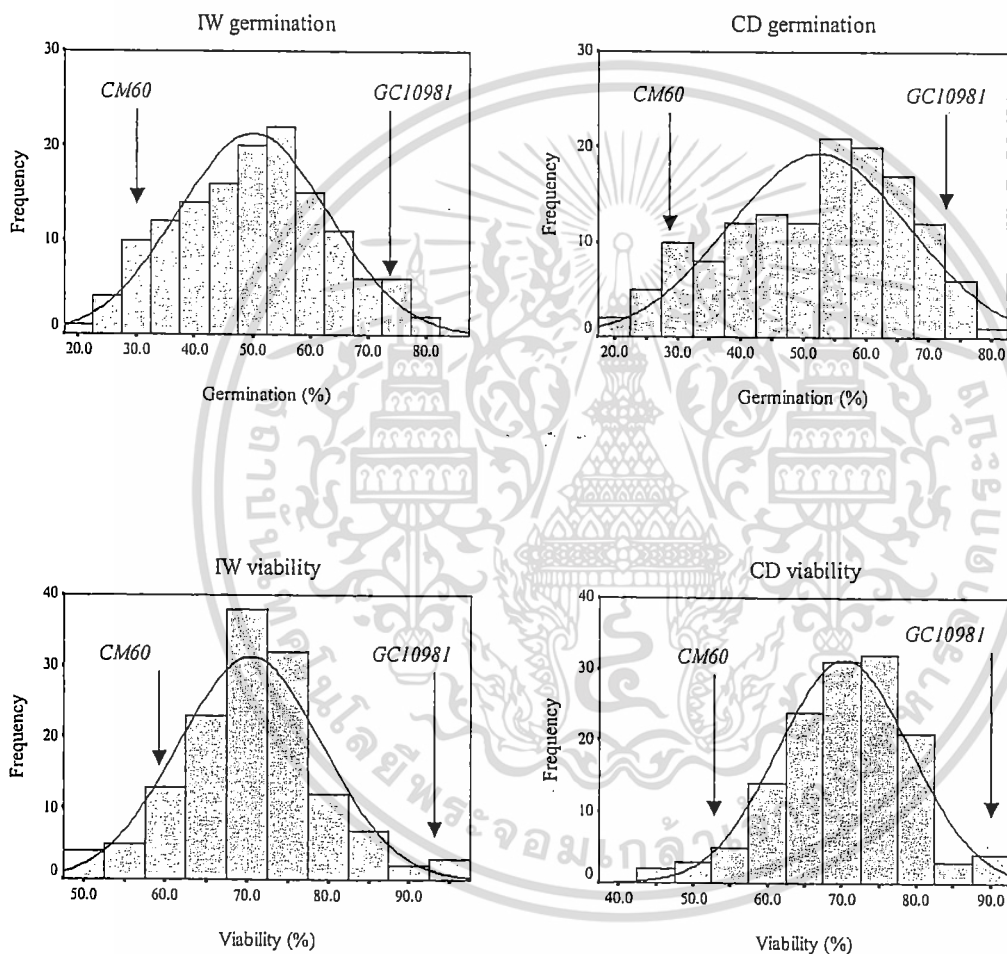 IW germination
30
20
10
0
Frequency
CM60
GC10981
20.0 30.0 40.0 50.0 60.0 70.0 80.0
Germination (%)
CD germination
30
20
10
0
Frequency
CM60
GC10981
20.0 30.0 40.0 50.0 60.0 70.0 80.0
Germination (%)
IW viability
40
30
20
10
0
Frequency
CM60
GC10981
50.0 60.0 70.0 80.0 90.0
Viability (%)
CD viability
40
30
20
10
0
Frequency
CM60
GC10981
40.0 50.0 60.0 70.0 80.0 90.0
Viability (%)